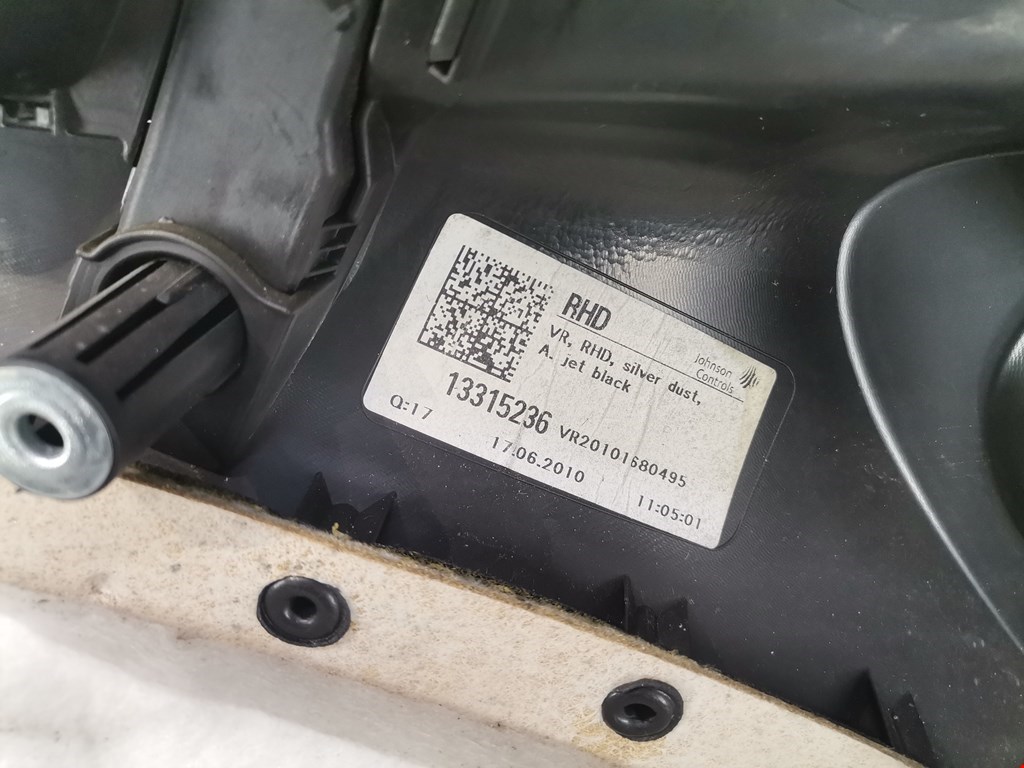 RHD
VR, RHD, silver dust,
A. jet black
Johnson
Controls
13315236
VR20101680495
Q:17
17.06.2010
11:05:01